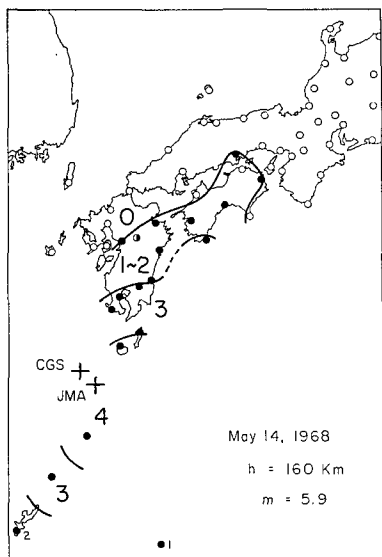 0
1~2
3
CGS
JMA
4
3
2
1
May 14, 1968
h = 160 Km
m = 5.9